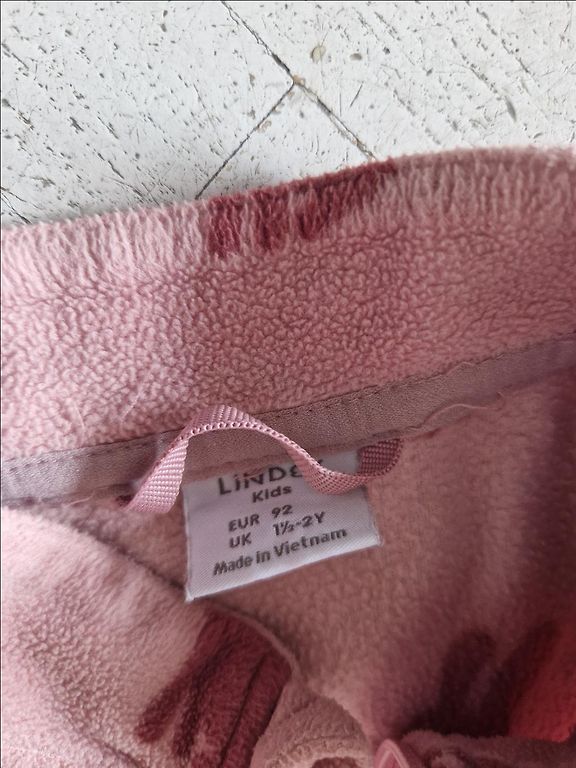 LINDEX
Kids
EUR 92
UK 1½-2Y
Made in Vietnam